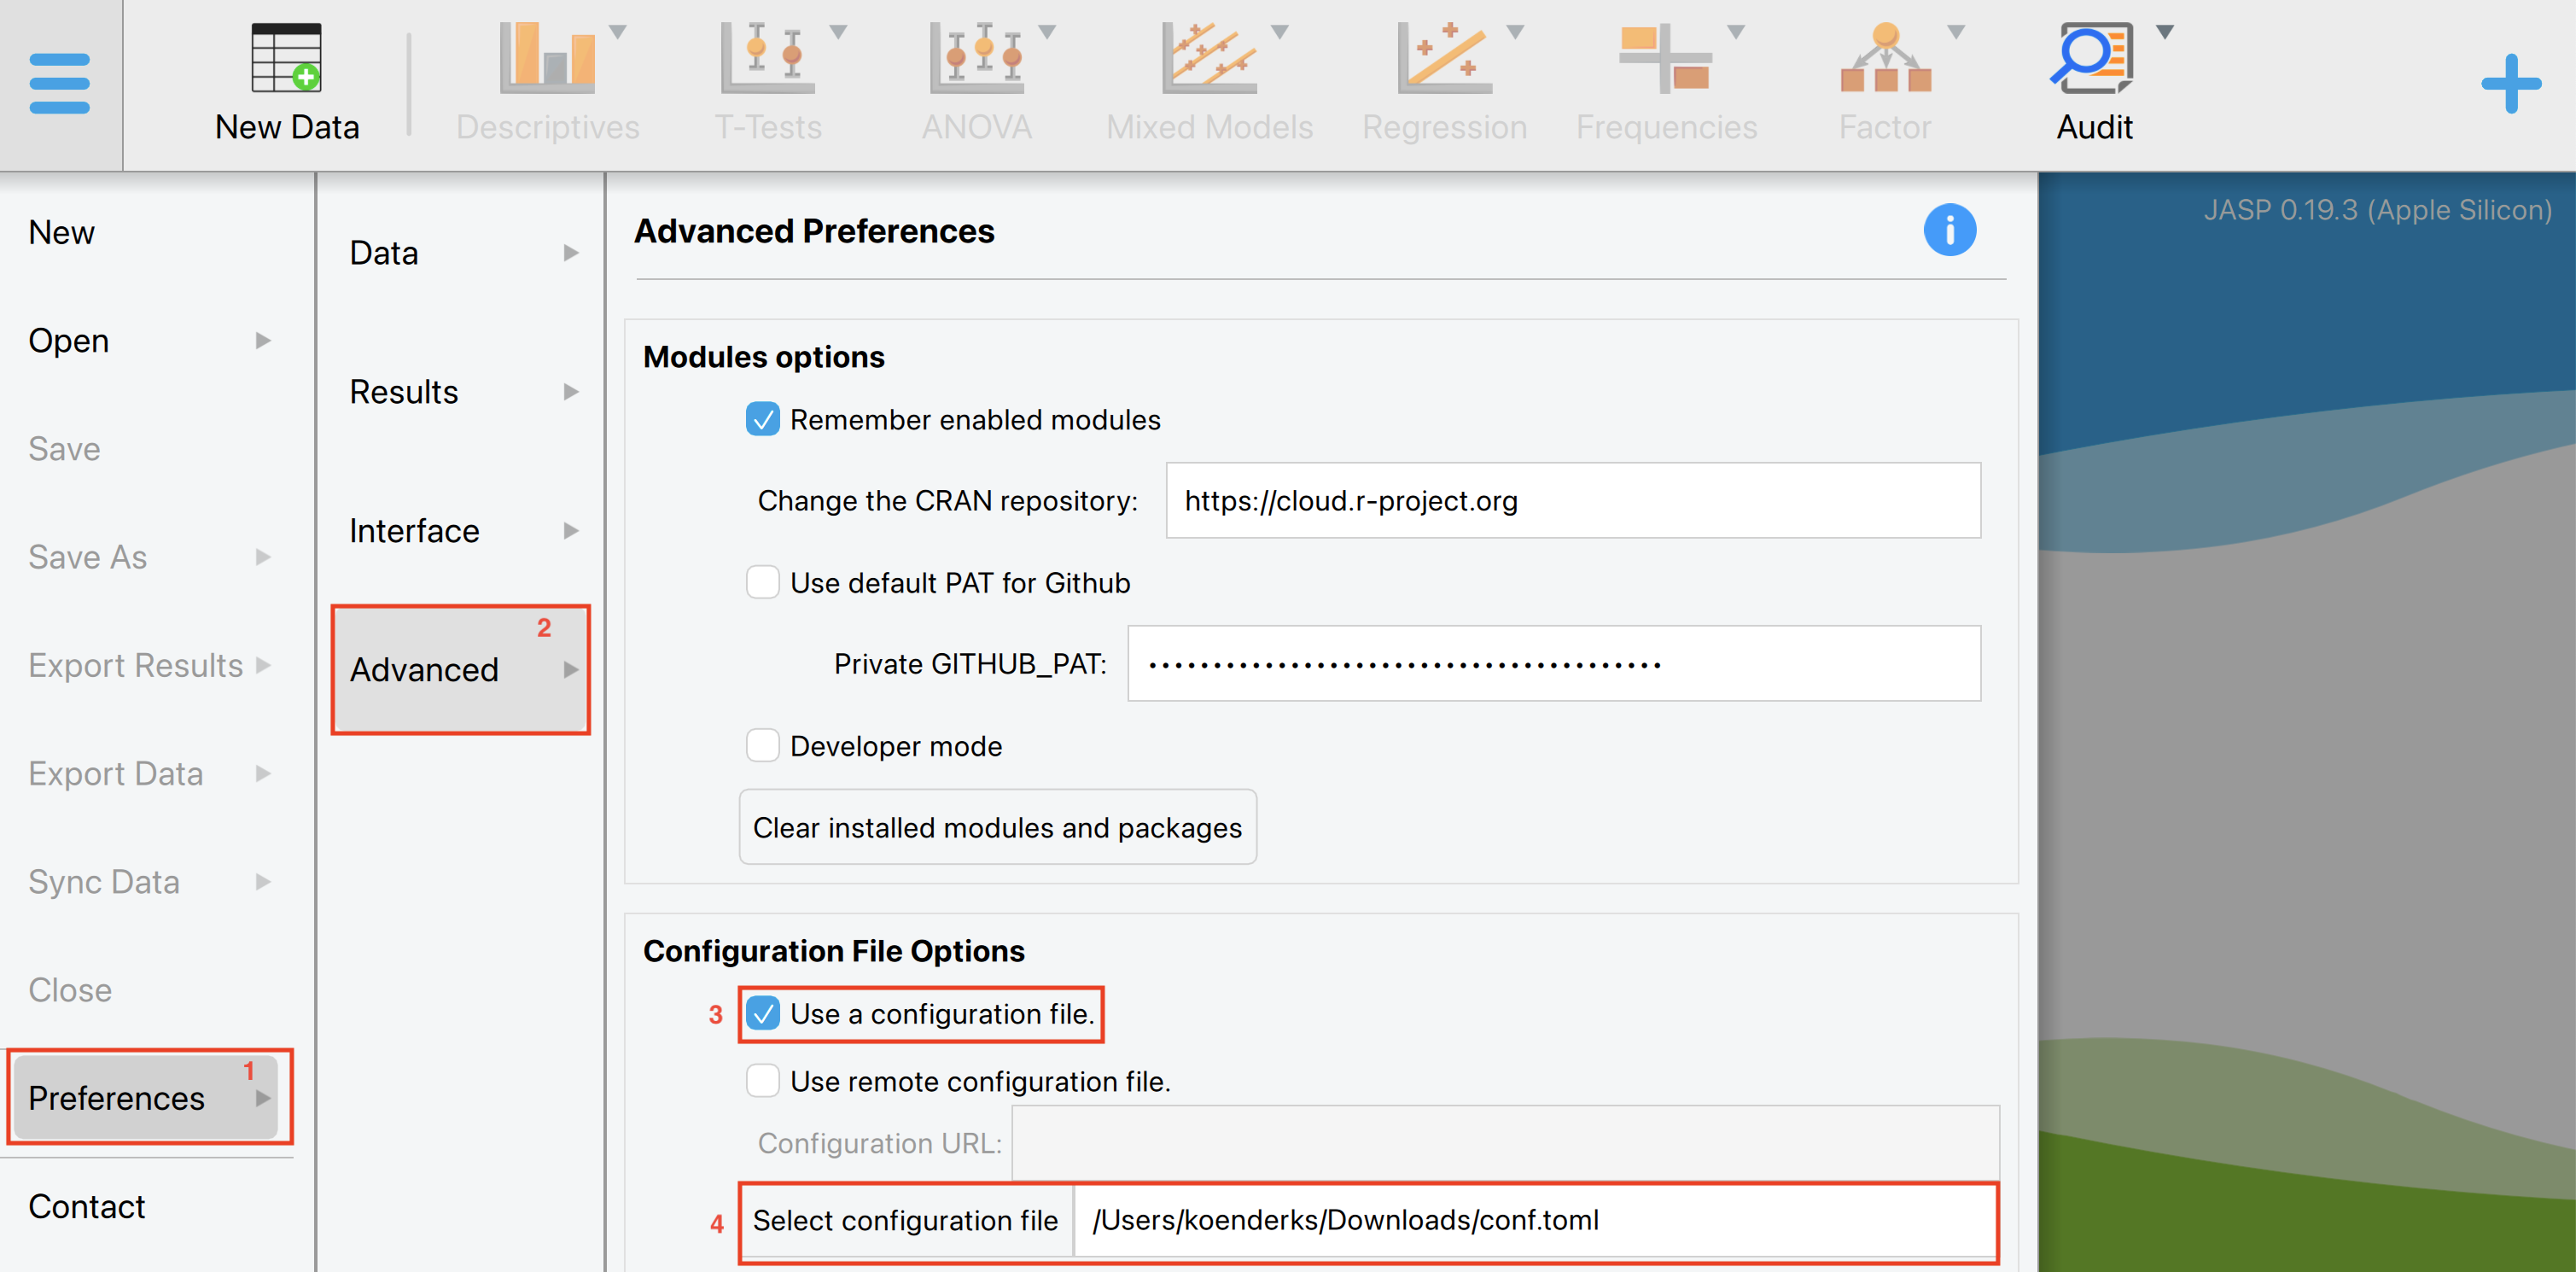 New Data
Descriptives
T-Tests
ANOVA
Mixed Models
Regression
Frequencies
Factor
Audit
JASP 0.19.3 (Apple Silicon)
New
Open
Save
Save As
Export Results
Export Data
Sync Data
Close
Preferences
1
Contact
Data
Results
Interface
2
Advanced
Advanced Preferences
i
Modules options
Remember enabled modules
Change the CRAN repository: https://cloud.r-project.org
Use default PAT for Github
Private GITHUB_PAT: ••••••••••••••••••••••••••••••••••••••••
Developer mode
Clear installed modules and packages
Configuration File Options
3 Use a configuration file.
Use remote configuration file.
Configuration URL:
4 Select configuration file /Users/koenderks/Downloads/conf.toml